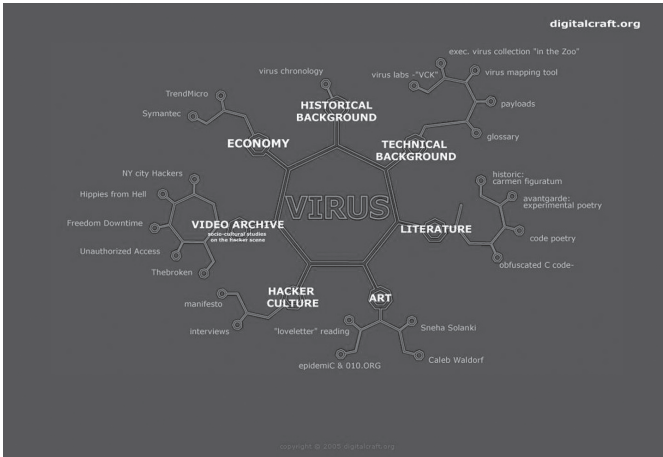 digitalcraft.org
exec. virus collection "in the Zoo"
virus chronology
virus labs -"VCK"
virus mapping tool
TrendMicro
Symantec
HISTORICAL
BACKGROUND
payloads
glossary
ECONOMY
TECHNICAL
BACKGROUND
NY city Hackers
historic:
carmen figuratum
Hippies from Hell
avantgarde:
experimental poetry
VIRUS
Freedom Downtime
VIDEO ARCHIVE
socio-cultural studies
on the hacker scene
LITERATURE
code poetry
Unauthorized Access
obfuscated C code-
Thebroken
HACKER
CULTURE
ART
manifesto
interviews
"loveletter" reading
Sneha Solanki
epidemiC & 010.ORG
Caleb Waldorf